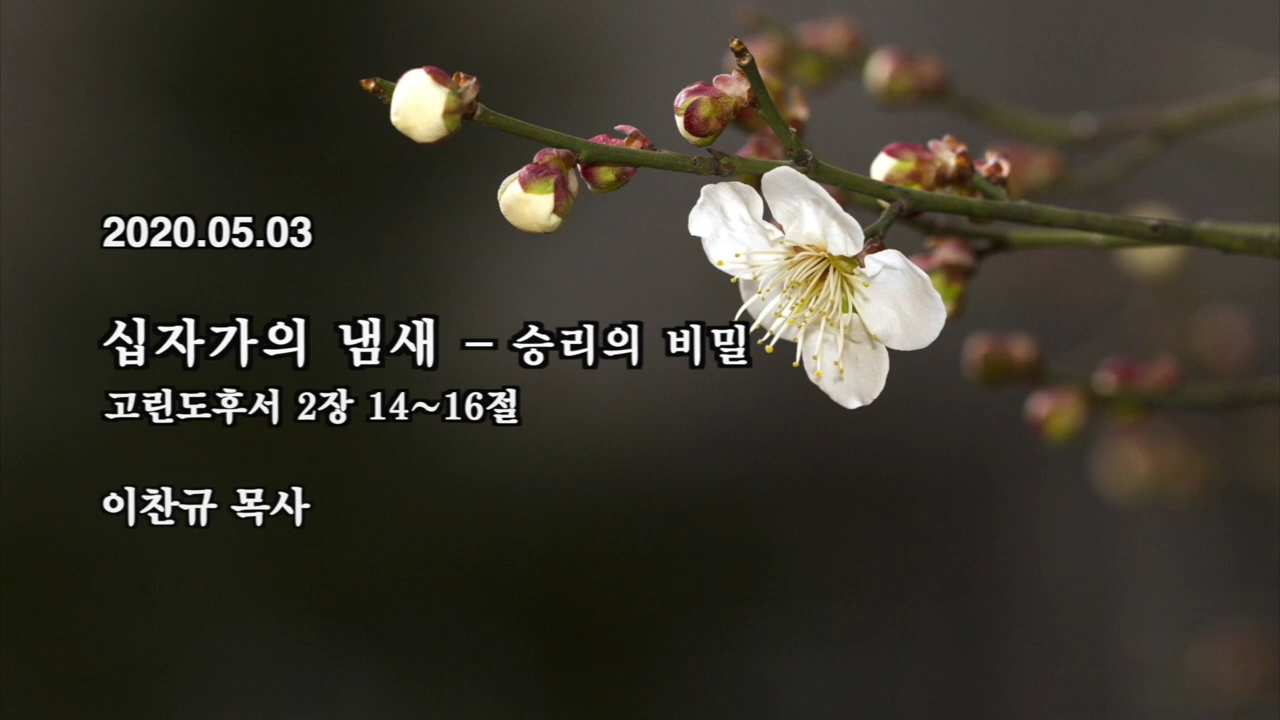 2020.05.03
십자가의 냄새 - 승리의 비밀
고린도후서 2장 14~16절
이찬규 목사